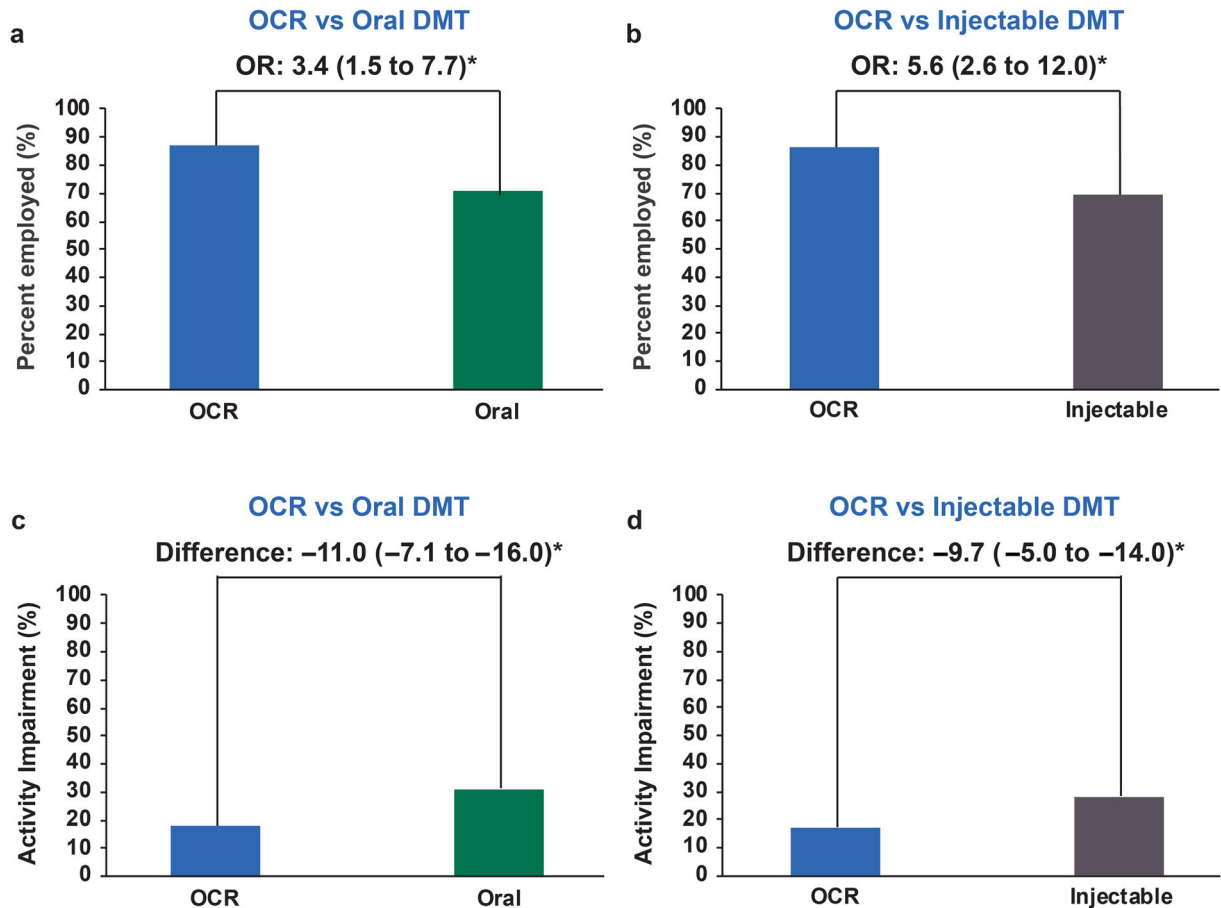 a
OCR vs Oral DMT
OR: 3.4 (1.5 to 7.7)*
Percent employed (%)
100
90
80
70
60
50
40
30
20
10
0
OCR
Oral
b
OCR vs Injectable DMT
OR: 5.6 (2.6 to 12.0)*
Percent employed (%)
100
90
80
70
60
50
40
30
20
10
0
OCR
Injectable
c
OCR vs Oral DMT
Difference: –11.0 (–7.1 to –16.0)*
Activity Impairment (%)
100
90
80
70
60
50
40
30
20
10
0
OCR
Oral
d
OCR vs Injectable DMT
Difference: –9.7 ( –5.0 to –14.0)*
Activity Impairment (%)
100
90
80
70
60
50
40
30
20
10
0
OCR
Injectable